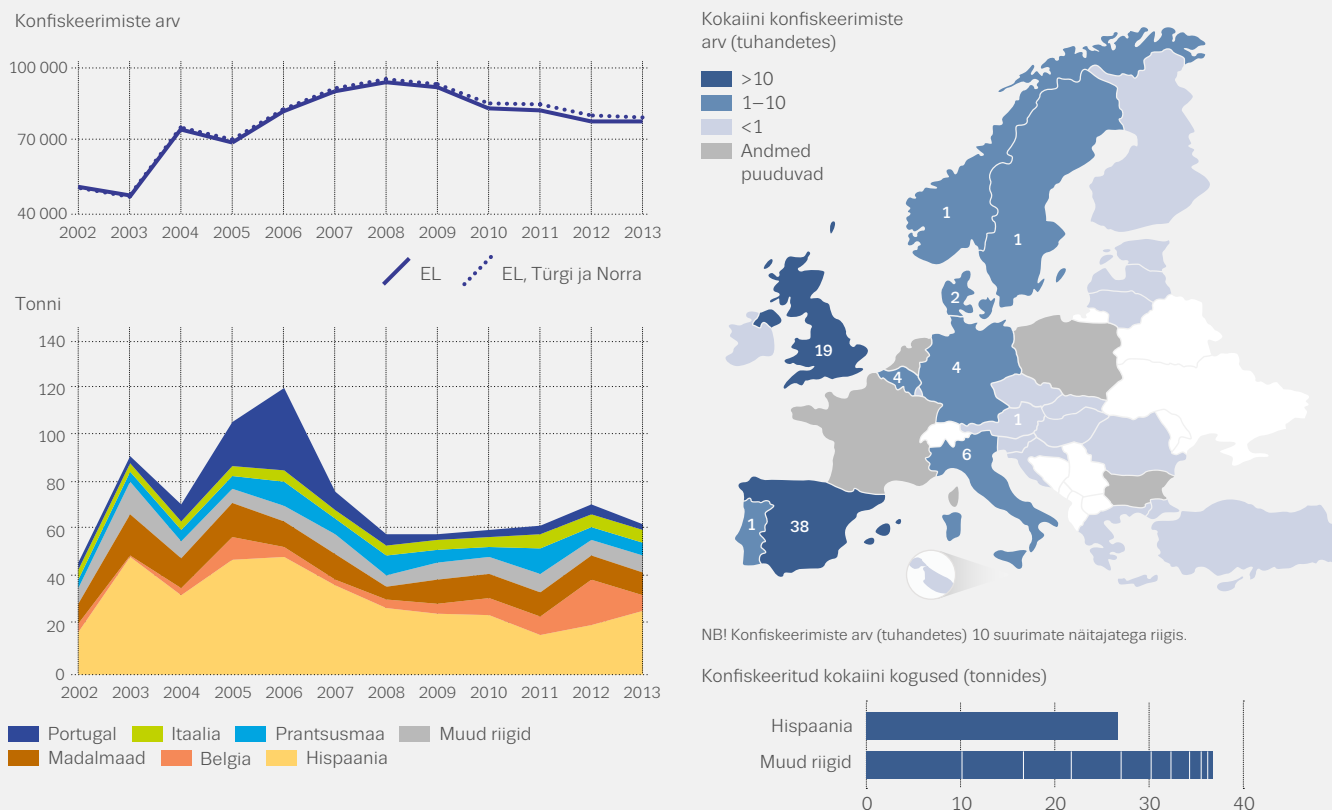 Konfiskeerimiste arv
100 000
70 000
40 000
2002 2003 2004 2005 2006 2007 2008 2009 2010 2011 2012 2013
EL
EL, Türgi ja Norra
Tonni
140
120
100
80
60
40
20
0
2002 2003 2004 2005 2006 2007 2008 2009 2010 2011 2012 2013
Portugal Itaalia Prantsusmaa Muud riigid
Madalmaad Belgia Hispaania
Kokaiini konfiskeerimiste
arv (tuhandetes)
>10
1–10
<1
Andmed
puuduvad
1
1
2
19
4
4
1
6
1
38
NB! Konfiskeerimiste arv (tuhandetes) 10 suurimate näitajatega riigis.
Konfiskeeritud kokaiini kogused (tonnides)
Hispaania
Muud riigid
0 10 20 30 40